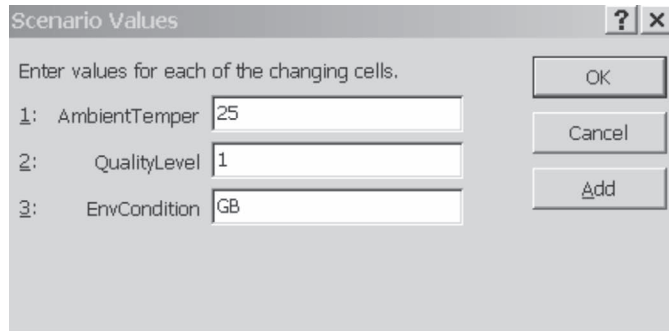 Scenario Values ? ×
Enter values for each of the changing cells.
1: AmbientTemper 25
2: QualityLevel 1
3: EnvCondition GB
OK
Cancel
Add